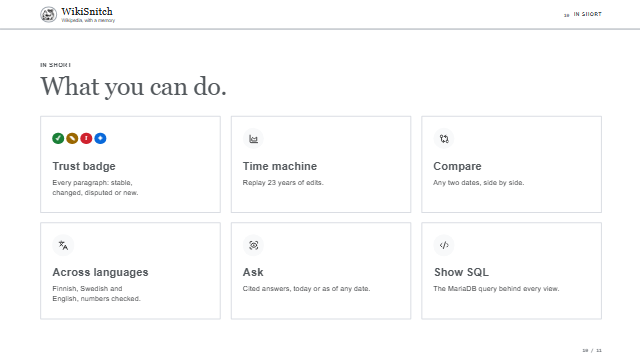 WikiSnitch
Wikipedia, with a memory
10 IN SHORT
IN SHORT
What you can do.
Trust badge
Every paragraph: stable,
changed, disputed or new.
Time machine
Replay 23 years of edits.
Compare
Any two dates, side by side.
Across languages
Finnish, Swedish and
English, numbers checked.
Ask
Cited answers, today or as of any date.
Show SQL
The MariaDB query behind every view.
10 / 11